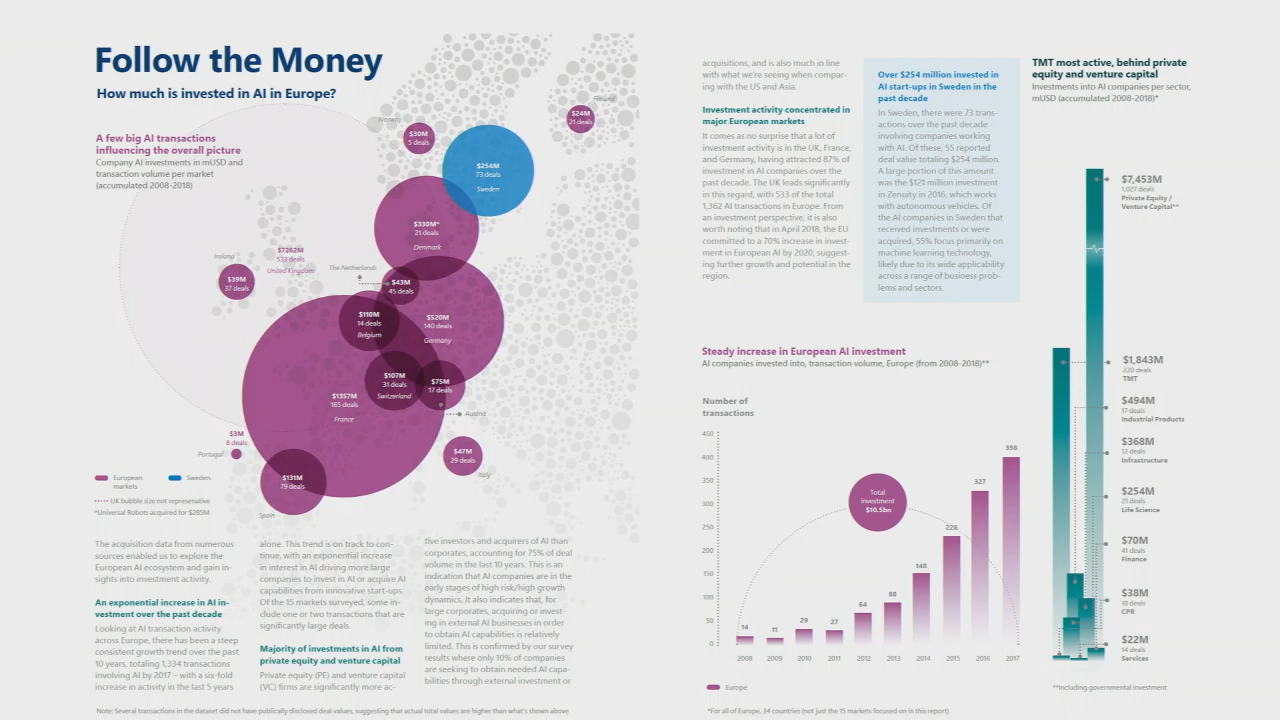 Follow the Money
How much is invested in AI in Europe?
A few big AI transactions
influencing the overall picture
Company AI investments in mUSD and
transaction volume per market
(accumulated 2008-2018)
Norway
$30M
5 deals
Finland
$24M
21 deals
$254M
73 deals
Sweden
$330M*
21 deals
Denmark
$7262M
533 deals
United Kingdom
Ireland
$39M
37 deals
The Netherlands
$43M
45 deals
$110M
14 deals
Belgium
$520M
140 deals
Germany
$107M
31 deals
Switzerland
$75M
17 deals
Austria
$1357M
165 deals
France
$3M
8 deals
Portugal
$47M
29 deals
Italy
$131M
79 deals
Spain
European
markets
Sweden
UK bubble size not represenative
*Universal Robots acquired for $285M
The acquisition data from numerous
sources enabled us to explore the
European AI ecosystem and gain in-
sights into investment activity.
An exponential increase in AI in-
vestment over the past decade
Looking at AI transaction activity
across Europe, there has been a steep
consistent growth trend over the past
10 years, totaling 1,334 transactions
involving AI by 2017 – with a six-fold
increase in activity in the last 5 years
alone. This trend is on track to con-
tinue, with an exponential increase
in interest in AI driving more large
companies to invest in AI or acquire AI
capabilities from innovative start-ups.
Of the 15 markets surveyed, some in-
clude one or two transactions that are
significantly large deals.
Majority of investments in AI from
private equity and venture capital
Private equity (PE) and venture capital
(VC) firms are significantly more ac-
tive investors and acquirers of AI than
corporates, accounting for 75% of deal
volume in the last 10 years. This is an
indication that AI companies are in the
early stages of high risk/high growth
dynamics. It also indicates that, for
large corporates, acquiring or invest-
ing in external AI businesses in order
to obtain AI capabilities is relatively
limited. This is confirmed by our survey
results where only 10% of companies
are seeking to obtain needed AI capa-
bilities through external investment or
Note: Several transactions in the dataset did not have publically disclosed deal values, suggesting that actual total values are higher than what's shown above
acquisitions, and is also much in line
with what we're seeing when compar-
ing with the US and Asia.
Investment activity concentrated in
major European markets
It comes as no surprise that a lot of
investment activity is in the UK, France,
and Germany, having attracted 87% of
investment in AI companies over the
past decade. The UK leads significantly
in this regard, with 533 of the total
1,362 AI transactions in Europe. From
an investment perspective, it is also
worth noting that in April 2018, the EU
committed to a 70% increase in invest-
ment in European AI by 2020, suggest-
ing further growth and potential in the
region.
Over $254 million invested in
AI start-ups in Sweden in the
past decade
In Sweden, there were 73 trans-
actions over the past decade
involving companies working
with AI. Of these, 55 reported
deal value totaling $254 million.
A large portion of this amount
was the $121 million investment
in Zenuity in 2016, which works
with autonomous vehicles. Of
the AI companies in Sweden that
received investments or were
acquired, 55% focus primarily on
machine learning technology,
likely due to its wide applicability
across a range of business prob-
lems and sectors.
TMT most active, behind private
equity and venture capital
Investments into AI companies per sector,
mUSD (accumulated 2008-2018)*
$7,453M
1,027 deals
Private Equity /
Venture Capital**
$1,843M
220 deals
TMT
$494M
17 deals
Industrial Products
$368M
12 deals
Infrastructure
$254M
21 deals
Life Science
$70M
41 deals
Finance
$38M
10 deals
CPR
$22M
14 deals
Services
**Including governmental investment
Steady increase in European AI investment
AI companies invested into, transaction volume, Europe (from 2008-2018)**
Number of
transactions
450
400
350
300
250
200
150
100
50
0
14
11
29
27
64
88
148
228
327
398
Total
investment
$10.5bn
2008
2009
2010
2011
2012
2013
2014
2015
2016
2017
Europe
*For all of Europe, 34 countries (not just the 15 markets focused on in this report)